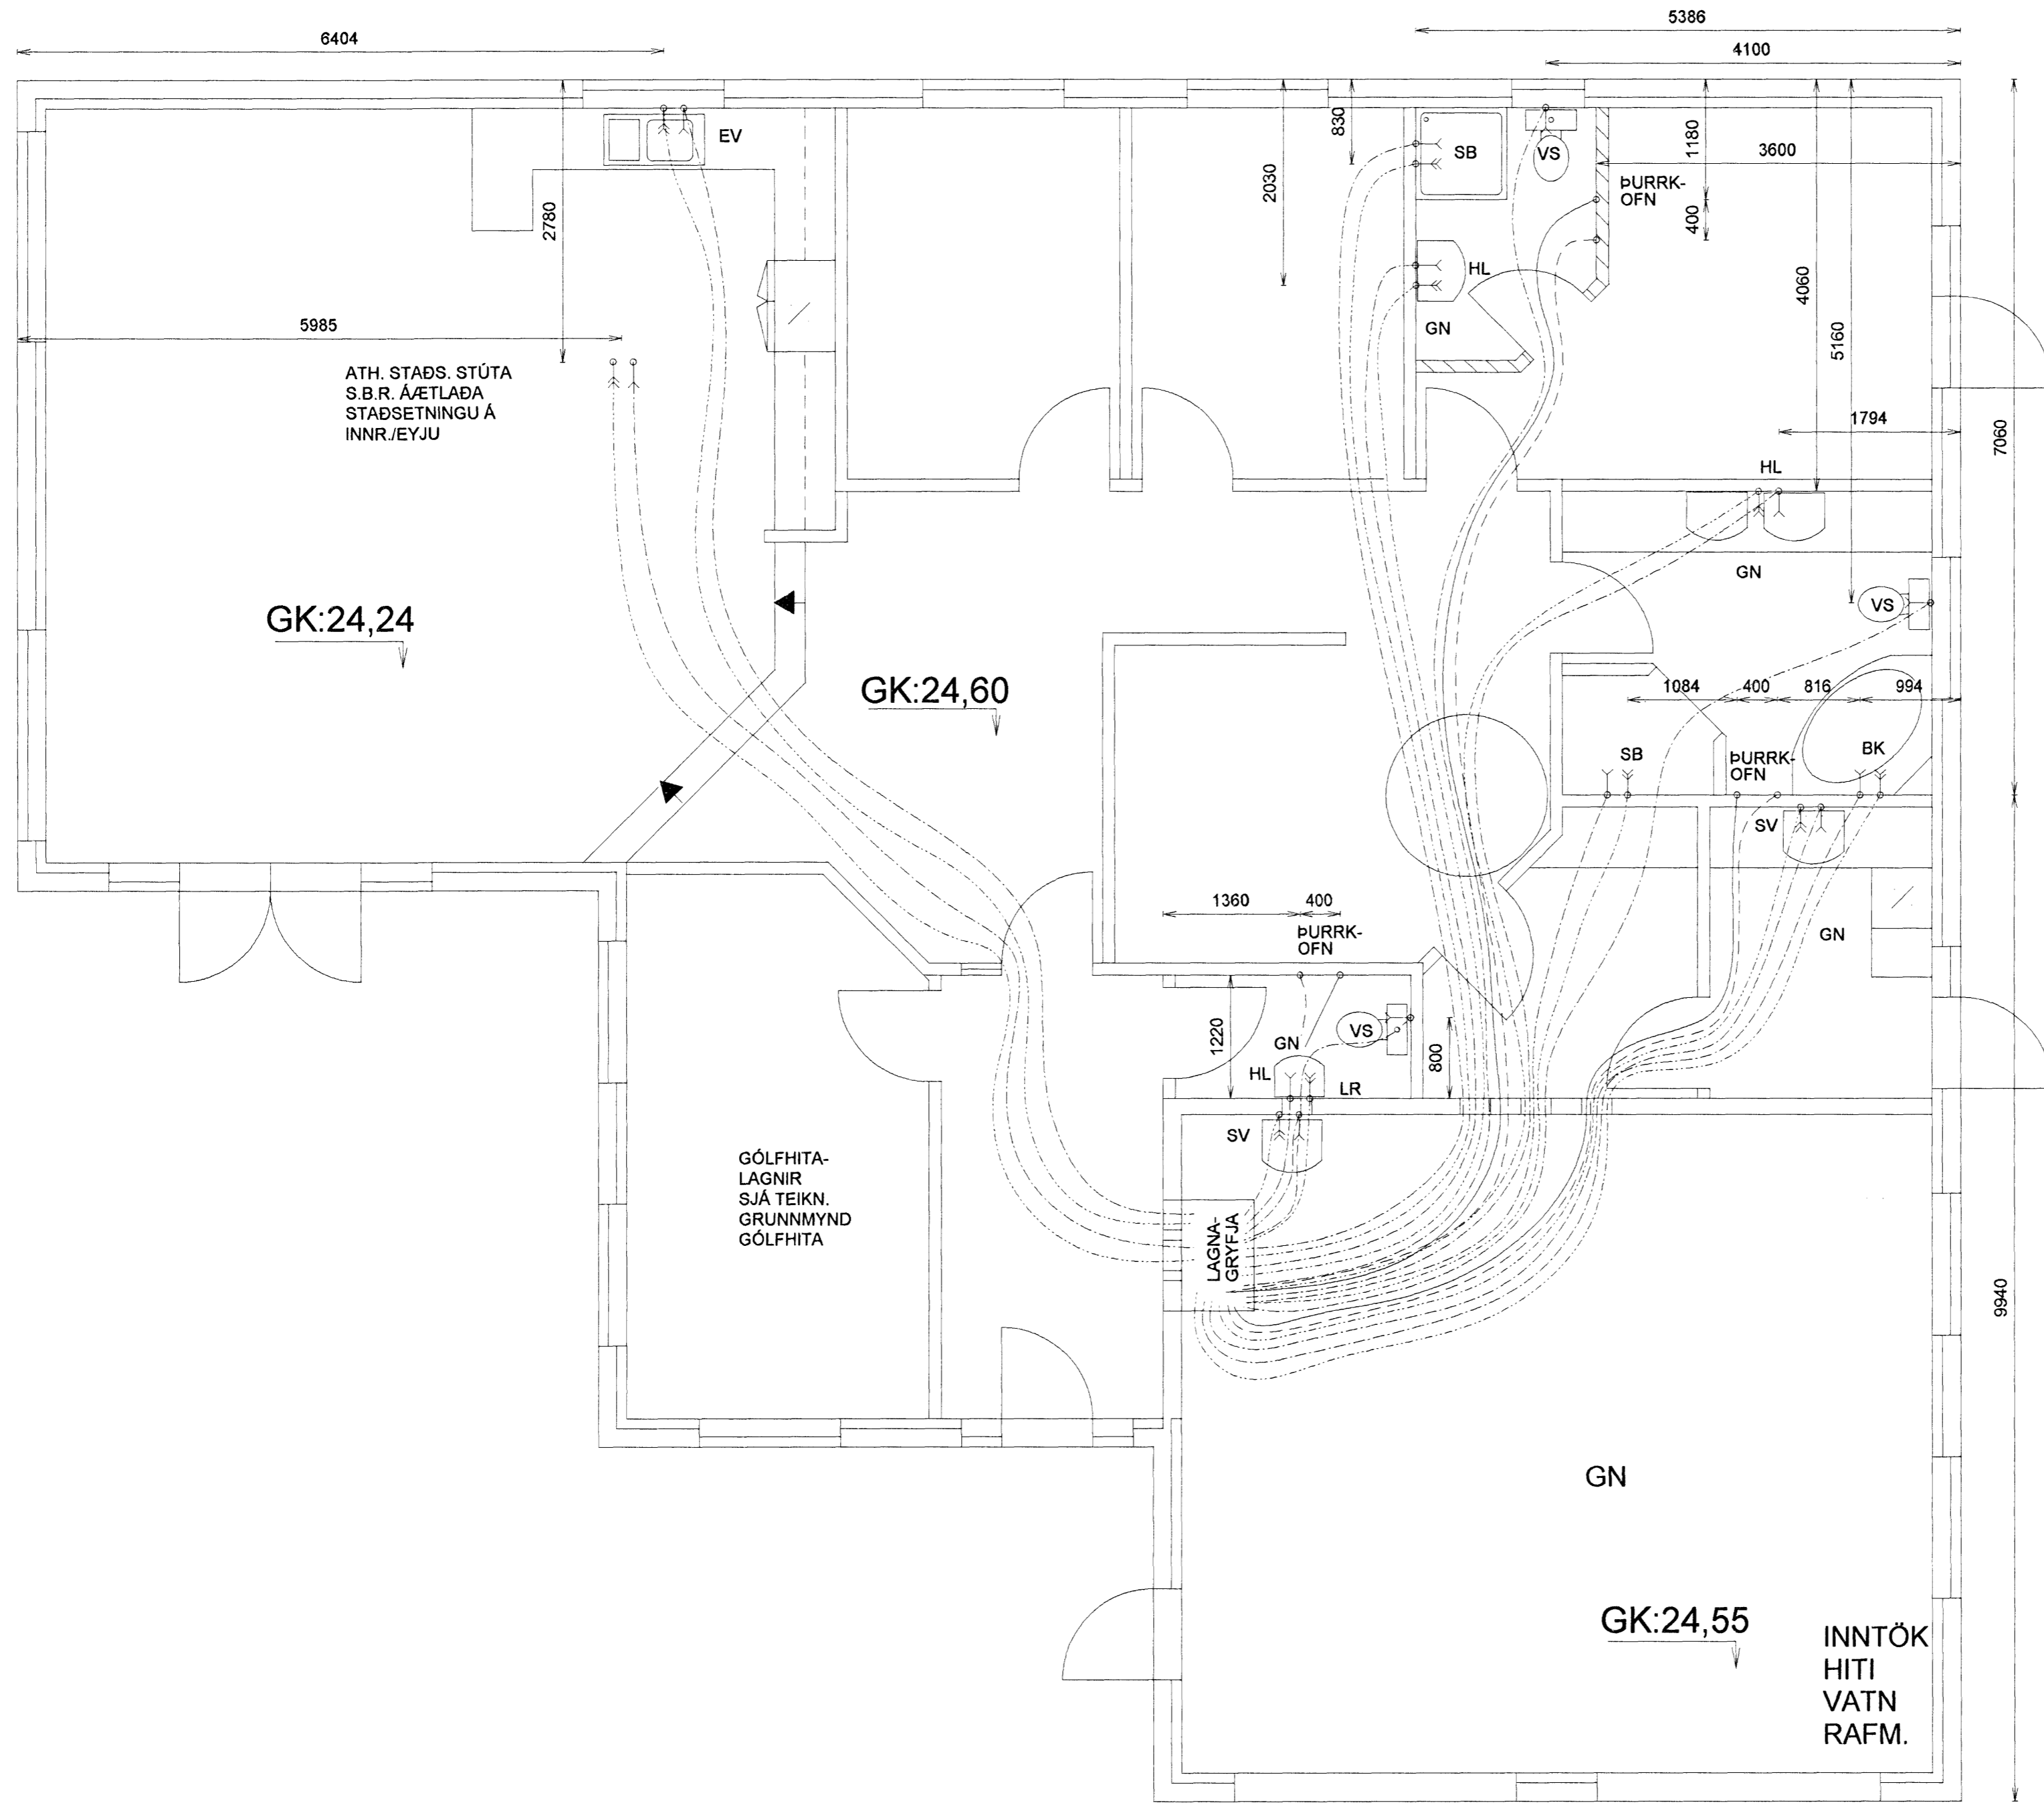 5386
6404
4100
EV
830
SB
VS
1180
3600
2030
ÞURRK-
OFN
400
2780
HL
4060
GN
5985
5160
ATH. STAÐS. STÚTA
S.B.R. ÁÆTLAÐA
STAÐSETNINGU Á
INNR./EYJU
1794
7060
HL
GN
GK:24,24
VS
GK:24,60
1084
400
816
994
SB
ÞURRK-
OFN
BK
SV
1360
400
ÞURRK-
OFN
GN
1220
VS
GN
800
HL
LR
SV
GÓLFHITA-
LAGNIR
SJÁ TEIKN.
GRUNNMYND
GÓLFHITA
LAGNA-
GRYFJA
9940
GN
GK:24,55
INNTÖK
HITI
VATN
RAFM.